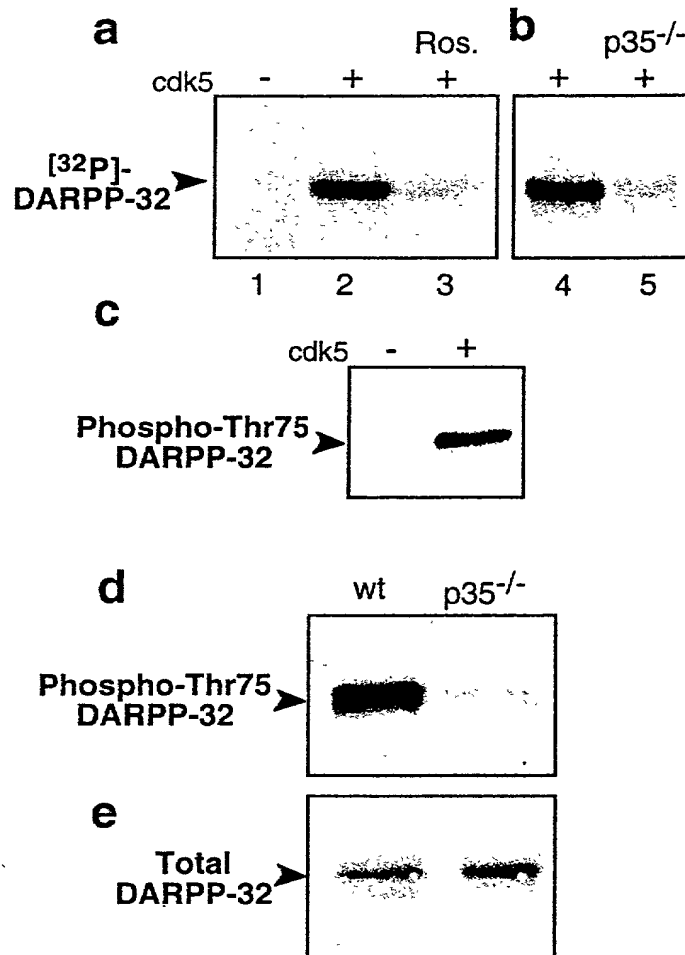 a
Ros.
b
p35-/-
cdk5 - + + + +
[32P]-
DARPP-32
1 2 3 4 5
c
cdk5 - +
Phospho-Thr75
DARPP-32
d
wt p35-/-
Phospho-Thr75
DARPP-32
e
Total
DARPP-32